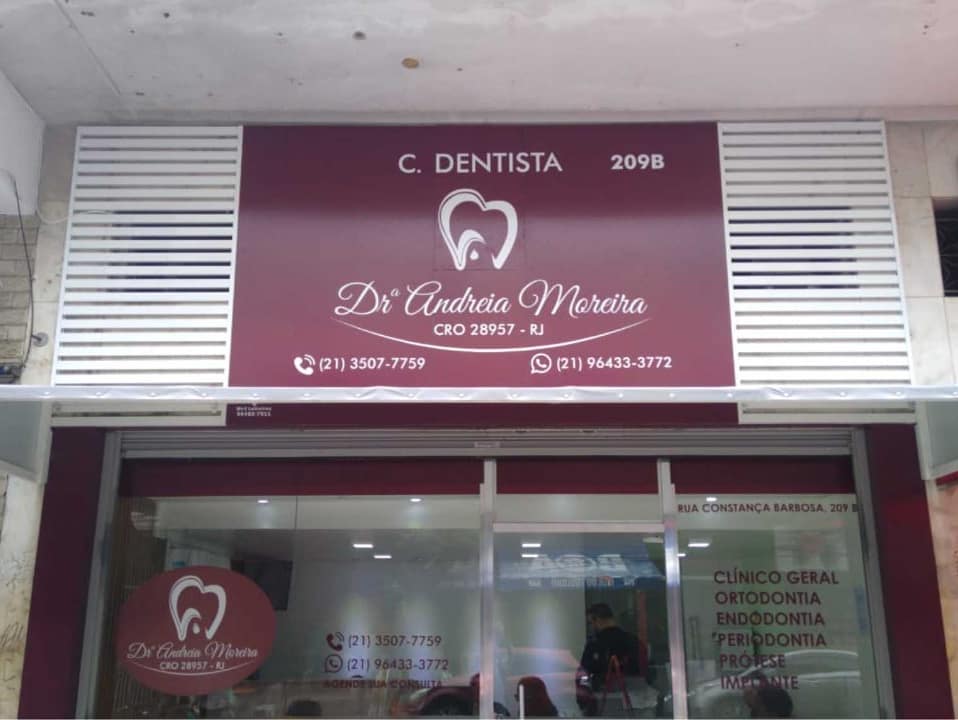 C. DENTISTA 209B
Drª Andreia Moreira
CRO 28957 - RJ
(21) 3507-7759 (21) 96433-3772
RUA CONSTANÇA BARBOSA, 209 B
CLÍNICO GERAL
ORTODONTIA
ENDODONTIA
PERIODONTIA
PRÓTESE
IMPLANTE
Drª Andreia Moreira
CRO 28957 - RJ
(21) 3507-7759
(21) 96433-3772
AGENDE SUA CONSULTA